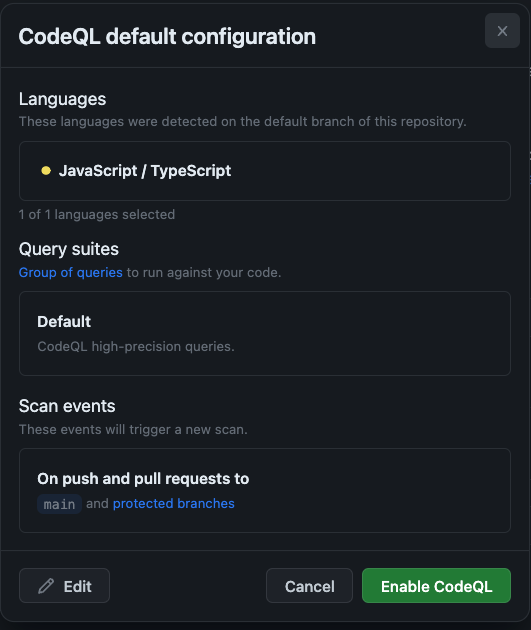 CodeQL default configuration
Languages
These languages were detected on the default branch of this repository.
JavaScript / TypeScript
1 of 1 languages selected
Query suites
Group of queries to run against your code.
Default
CodeQL high-precision queries.
Scan events
These events will trigger a new scan.
On push and pull requests to
main and protected branches
Edit Cancel Enable CodeQL